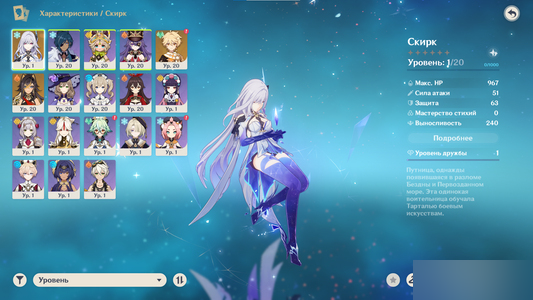 Характеристики / Скирк
Скирк
Уровень: 1/20
Макс. HP 967
Сила атаки 51
Защита 63
Мастерство стихий 0
Выносливость 240
Подробнее
Уровень дружбы 1
Путница, однажды
появившаяся в разломе
Бездны и Первозданном
море. Эта одинокая
воительница обучала
Тарталью боевым
искусствам.
Ур. 1 Ур. 20 Ур. 20 Ур. 1 Ур. 20
Ур. 20 Ур. 20 Ур. 20 Ур. 20 Ур. 1
Ур. 1 Ур. 1 Ур. 1 Ур. 1 Ур. 1
Ур. 1 Ур. 1 Ур. 1
Уровень